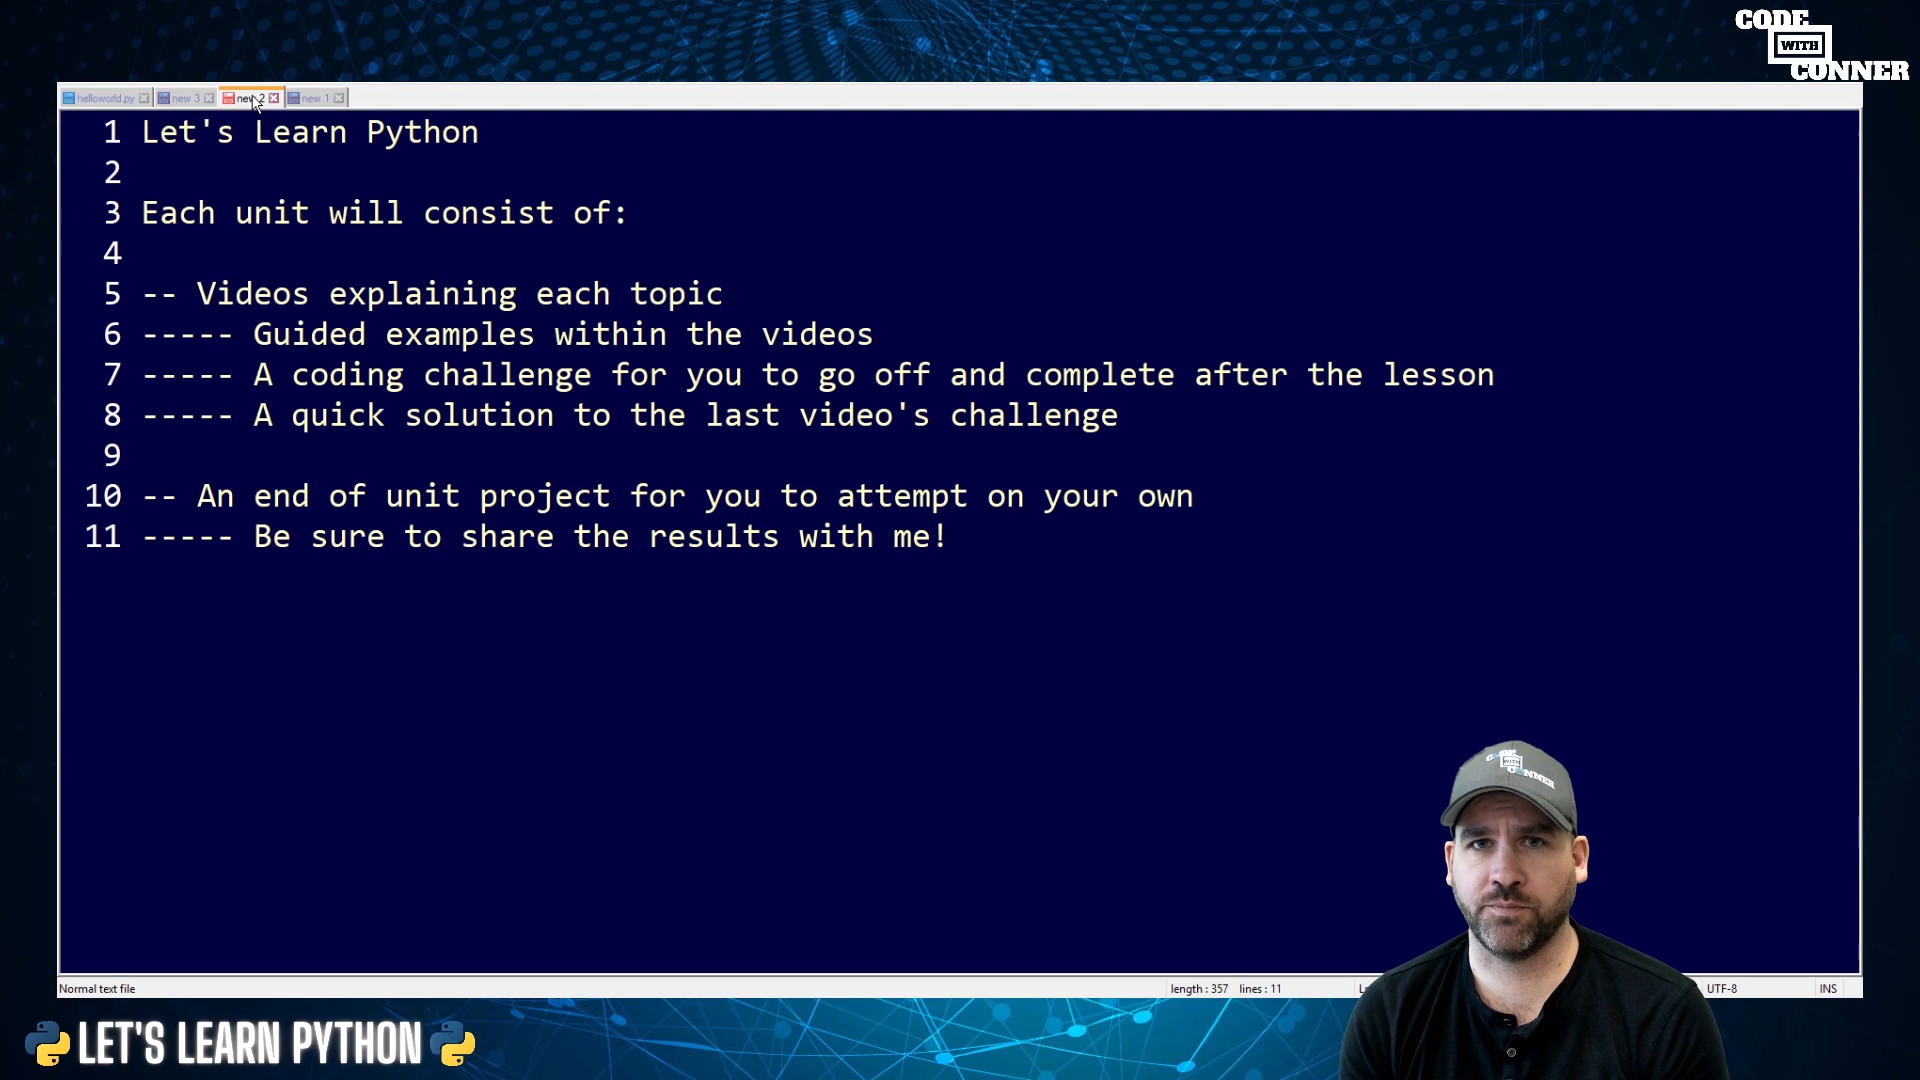 CODE
WITH
CONNER
helloworld.py new 3 new 2 new 1
1 Let's Learn Python
2
3 Each unit will consist of:
4
5 -- Videos explaining each topic
6 ----- Guided examples within the videos
7 ----- A coding challenge for you to go off and complete after the lesson
8 ----- A quick solution to the last video's challenge
9
10 -- An end of unit project for you to attempt on your own
11 ----- Be sure to share the results with me!
CODE
WITH
CONNER
Normal text file length : 357 lines : 11 UTF-8 INS
LET'S LEARN PYTHON